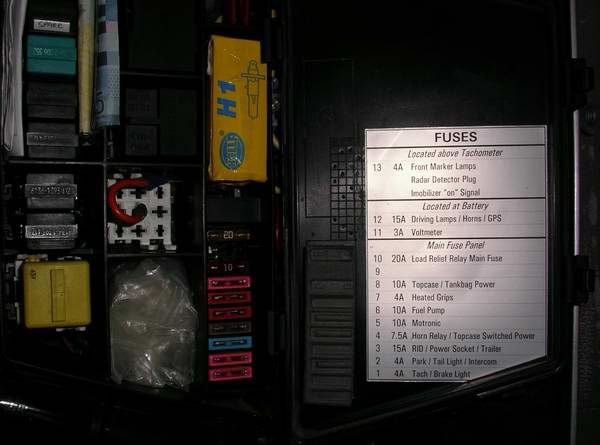 SPARE
H1
HELLA
20
10
FUSES
Located above Tachometer
13 4A Front Marker Lamps
Radar Detector Plug
Imobilizer "on" Signal
Located at Battery
12 15A Driving Lamps / Horns / GPS
11 3A Voltmeter
Main Fuse Panel
10 20A Load Relief Relay Main Fuse
9
8 10A Topcase / Tankbag Power
7 4A Heated Grips
6 10A Fuel Pump
5 10A Motronic
4 7.5A Horn Relay / Topcase Switched Power
3 15A RID / Power Socket / Trailer
2 4A Park / Tail Light / Intercom
1 4A Tach / Brake Light